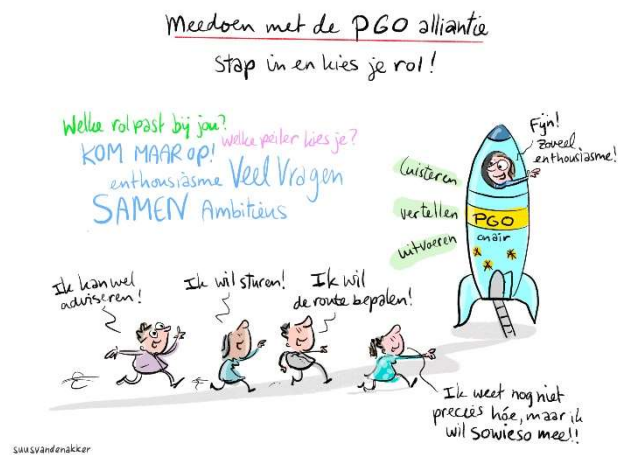 Meedoen met de PGO alliantie
Stap in en kies je rol!
Welke rol past bij jou?
welke peiler kies je?
KOM MAAR op!
enthousiasme Veel Vragen
SAMEN Ambitieus
Fijn!
zoveel
enthousiasme!
luisteren
vertellen
uitvoeren
PGO
onair
Ik kan wel
adviseren!
Ik wil sturen!
Ik wil
de route bepalen!
Ik weet nog niet
precies hóe, maar ik
wil sowieso mee!!
suusvandenakker